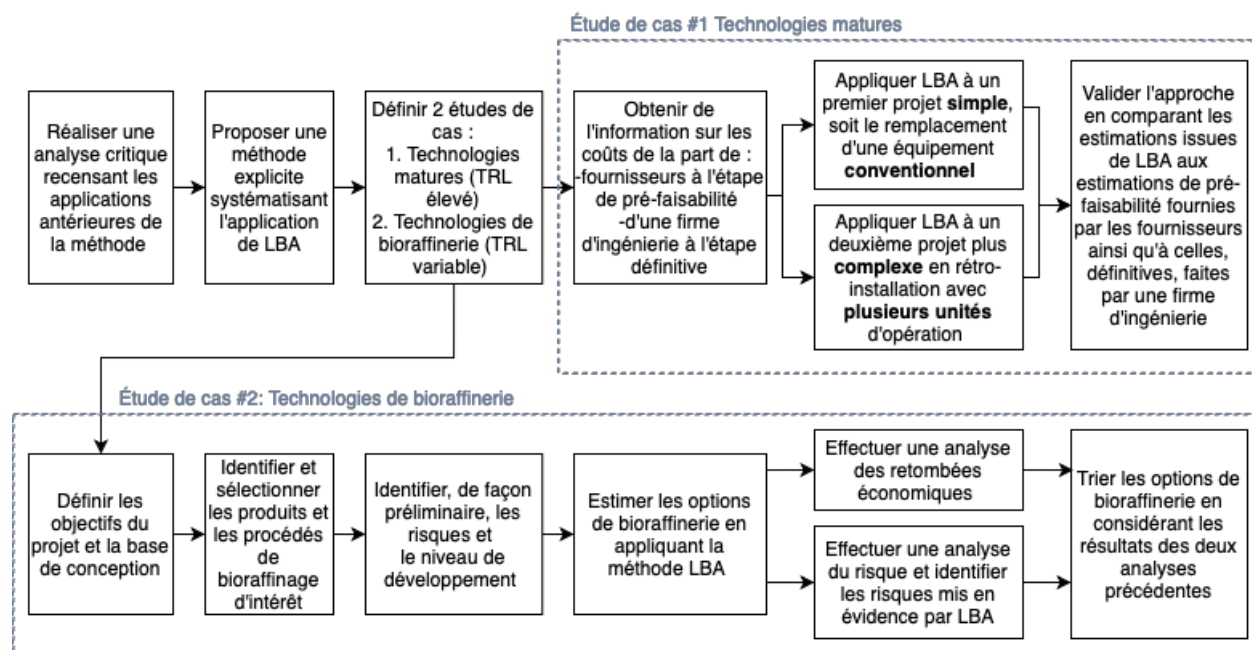 Étude de cas #1 Technologies matures
Réaliser une
analyse critique
recensant les
applications
antérieures de
la méthode
Proposer une
méthode
explicite
systématisant
l'application
de LBA
Définir 2 études de
cas :
1. Technologies
matures (TRL
élevé)
2. Technologies de
bioraffinerie (TRL
variable)
Obtenir de
l'information sur les
coûts de la part de :
-fournisseurs à l'étape
de pré-faisabilité
-d'une firme
d'ingénierie à l'étape
définitive
Appliquer LBA à un
premier projet simple,
soit le remplacement
d'une équipement
conventionnel
Appliquer LBA à un
deuxième projet plus
complexe en rétro-
installation avec
plusieurs unités
d'opération
Valider l'approche
en comparant les
estimations issues
de LBA aux
estimations de pré-
faisabilité fournies
par les fournisseurs
ainsi qu'à celles,
définitives, faites
par une firme
d'ingénierie
Étude de cas #2: Technologies de bioraffinerie
Définir les
objectifs du
projet et la base
de conception
Identifier et
sélectionner
les produits et
les procédés
de
bioraffinage
d'intérêt
Identifier, de façon
préliminaire, les
risques et
le niveau de
développement
Estimer les options
de bioraffinerie en
appliquant la
méthode LBA
Effectuer une analyse
des retombées
économiques
Effectuer une analyse
du risque et identifier
les risques mis en
évidence par LBA
Trier les options de
bioraffinerie en
considérant les
résultats des deux
analyses
précédentes